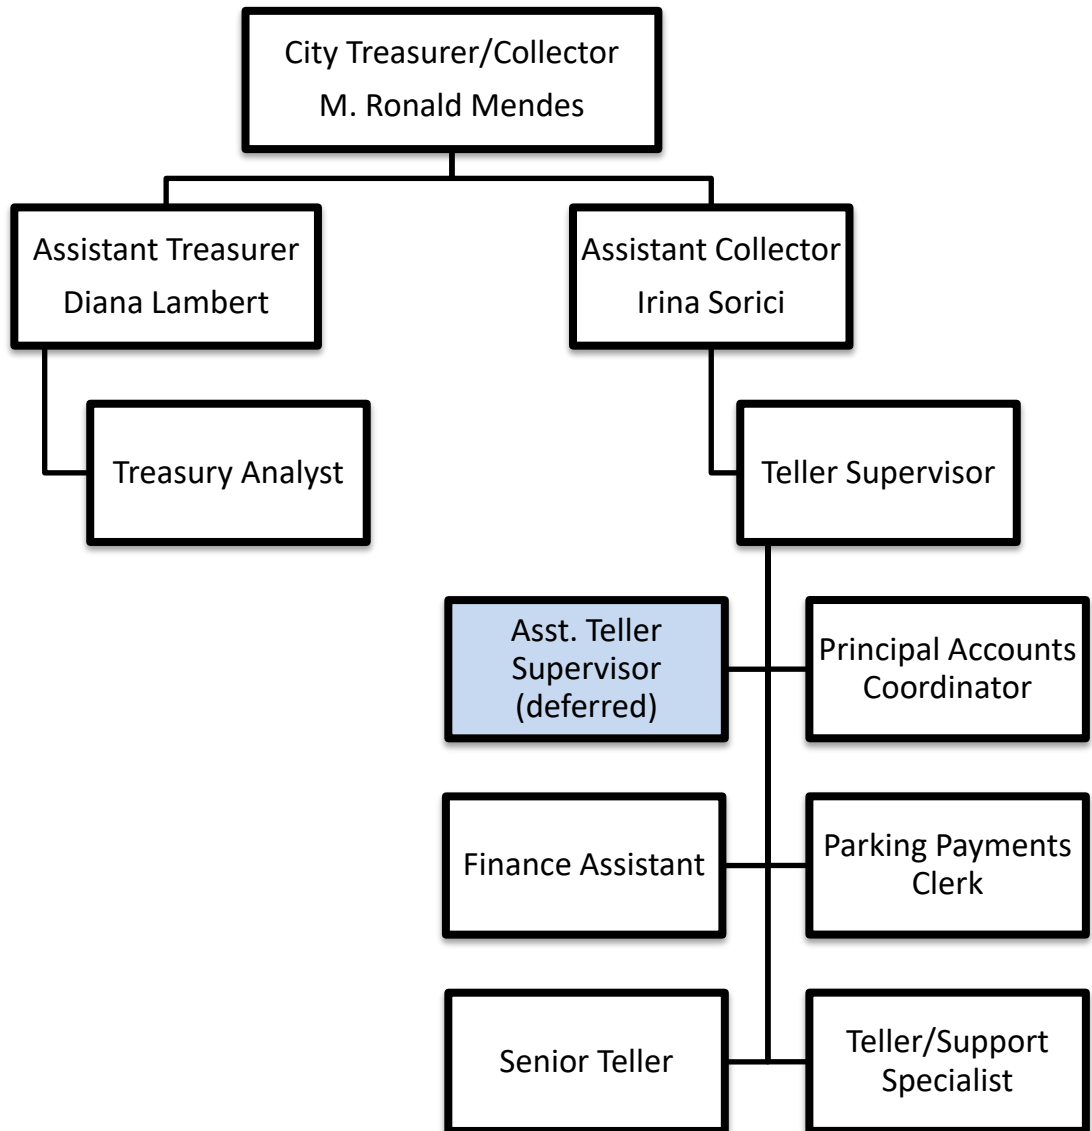 City Treasurer/Collector
M. Ronald Mendes
Assistant Treasurer
Diana Lambert
Assistant Collector
Irina Sorici
Treasury Analyst
Teller Supervisor
Asst. Teller
Supervisor
(deferred)
Principal Accounts
Coordinator
Finance Assistant
Parking Payments
Clerk
Senior Teller
Teller/Support
Specialist